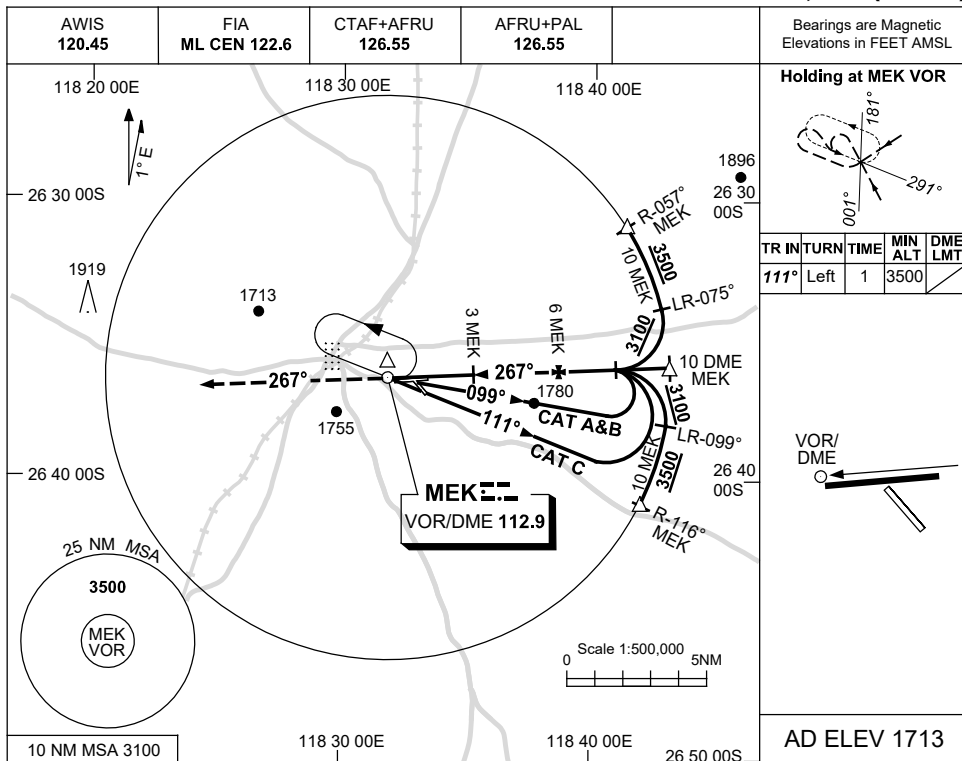 AWIS
120.45
FIA
ML CEN 122.6
CTAF+AFRU
126.55
AFRU+PAL
126.55
Bearings are Magnetic
Elevations in FEET AMSL
118 20 00E
118 30 00E
118 40 00E
1° E
26 30 00S
26 30
00S
1896
1919
1713
R-057°
MEK
10 MEK
3500
LR-075°
3100
3 MEK
6 MEK
10 DME
MEK
267°
267°
1780
099°
CAT A&B
3100
111°
CAT C
LR-099°
1755
10 MEK
3500
26 40 00S
26 40
00S
R-116°
MEK
MEK
VOR/DME 112.9
25 NM MSA
3500
MEK
VOR
Scale 1:500,000
0
5NM
10 NM MSA 3100
118 30 00E
118 40 00E
26 50 00S
Holding at MEK VOR
181°
291°
001°
TR IN
TURN
TIME
MIN
ALT
DME
LMT
111°
Left
1
3500
VOR/
DME
AD ELEV 1713